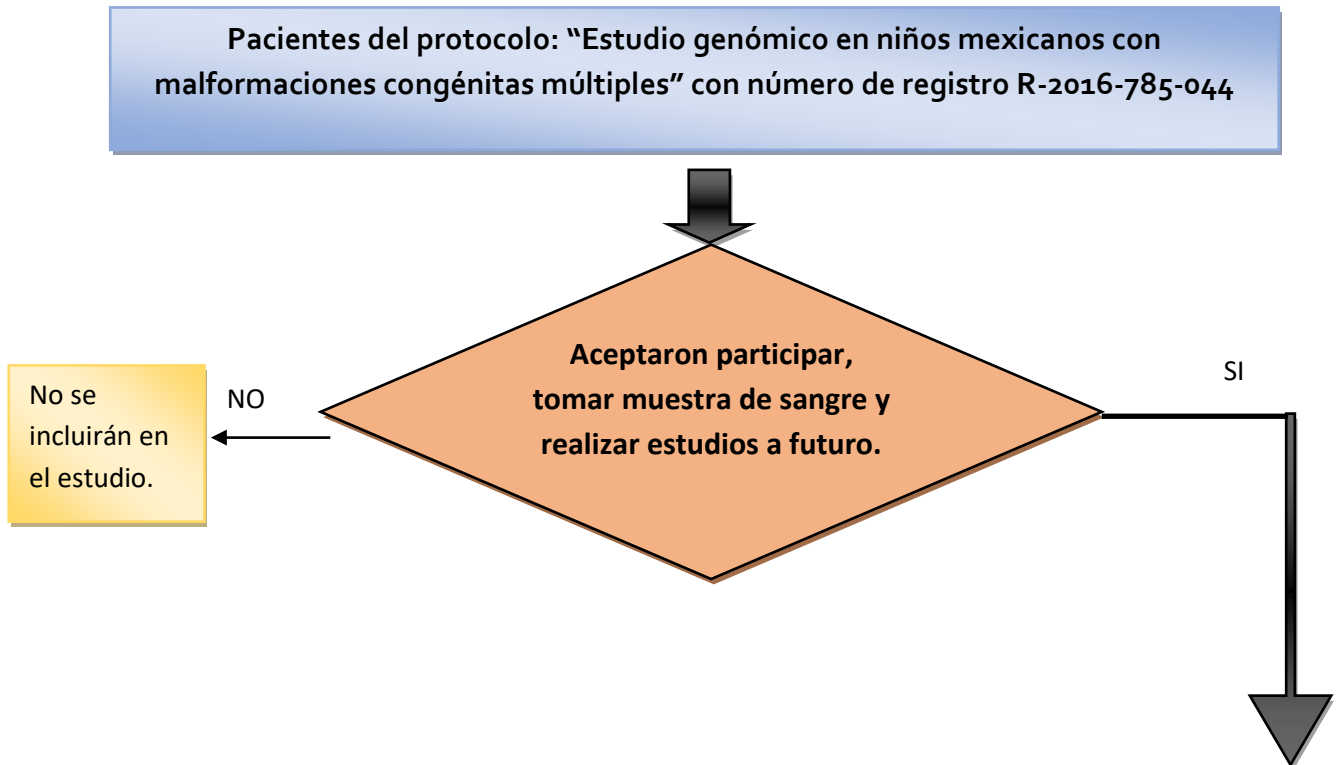 Pacientes del protocolo: “Estudio genómico en niños mexicanos con
malformaciones congénitas múltiples” con número de registro R-2016-785-044
Aceptaron participar,
tomar muestra de sangre y
realizar estudios a futuro.
SI
NO
No se
incluirán en
el estudio.